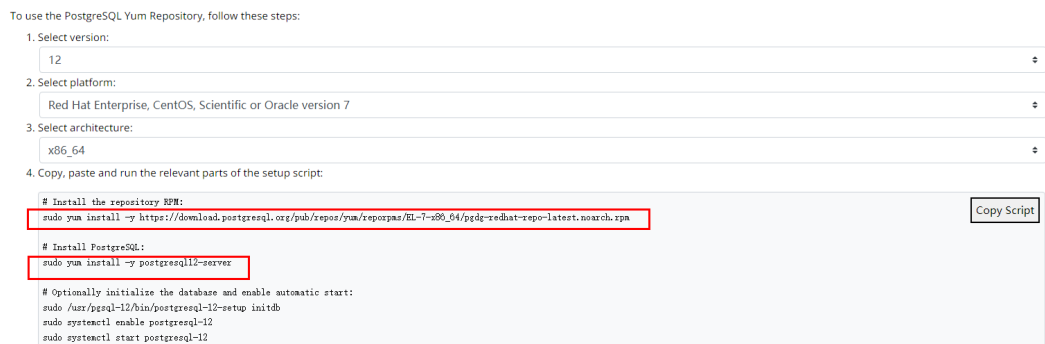 To use the PostgreSQL Yum Repository, follow these steps:
1. Select version:
12
2. Select platform:
Red Hat Enterprise, CentOS, Scientific or Oracle version 7
3. Select architecture:
x86_64
4. Copy, paste and run the relevant parts of the setup script:
# Install the repository RPM:
sudo yum install -y https://download.postgresql.org/pub/repos/yum/reporpms/EL-7-x86_64/pgdg-redhat-repo-latest.noarch.rpm
Copy Script
# Install PostgreSQL:
sudo yum install -y postgresql12-server
# Optionally initialize the database and enable automatic start:
sudo /usr/pgsql-12/bin/postgresql-12-setup initdb
sudo systemctl enable postgresql-12
sudo systemctl start postgresql-12